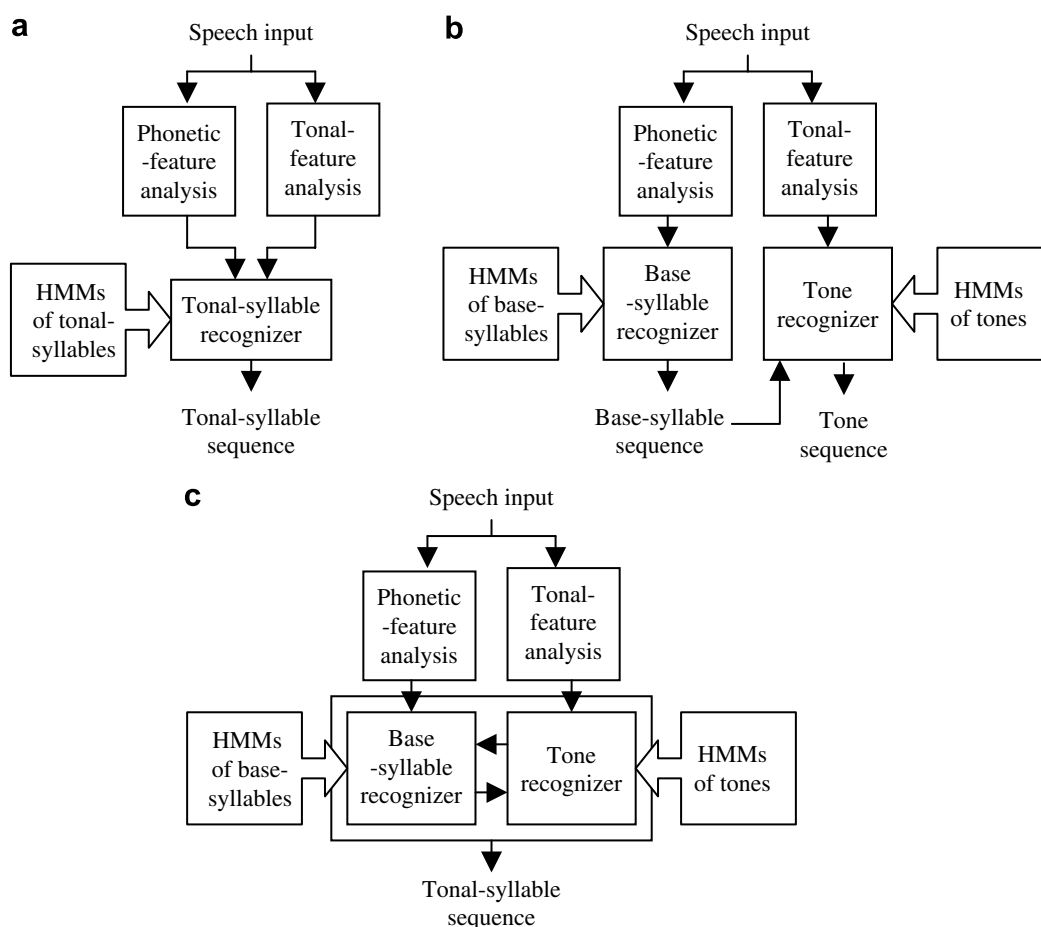 a
Speech input
Phonetic
-feature
analysis
Tonal-
feature
analysis
HMMs
of tonal-
syllables
Tonal-syllable
recognizer
Tonal-syllable
sequence
b
Speech input
Phonetic
-feature
analysis
Tonal-
feature
analysis
HMMs
of base-
syllables
Base
-syllable
recognizer
Tone
recognizer
HMMs
of tones
Base-syllable
sequence
Tone
sequence
c
Speech input
Phonetic
-feature
analysis
Tonal-
feature
analysis
HMMs
of base-
syllables
Base
-syllable
recognizer
Tone
recognizer
HMMs
of tones
Tonal-syllable
sequence